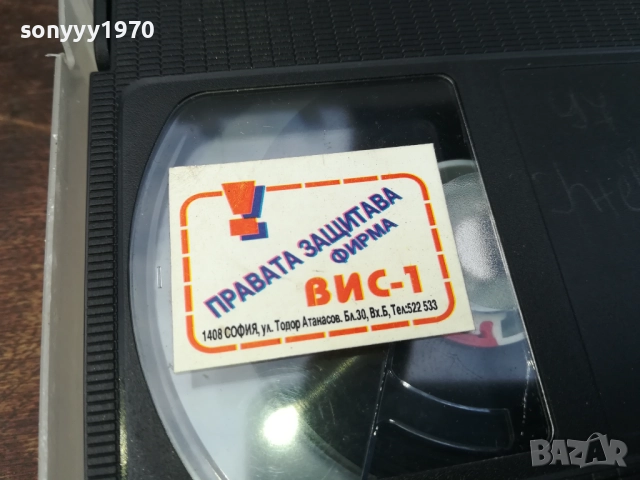 sonyyy1970
ПРАВАТА ЗАЩИТАВА
ФИРМА
ВИС-1
1408 СОФИЯ, ул. Тодор Атанасов. Бл.30, Вх.Б, Тел:522 533
BAZAR